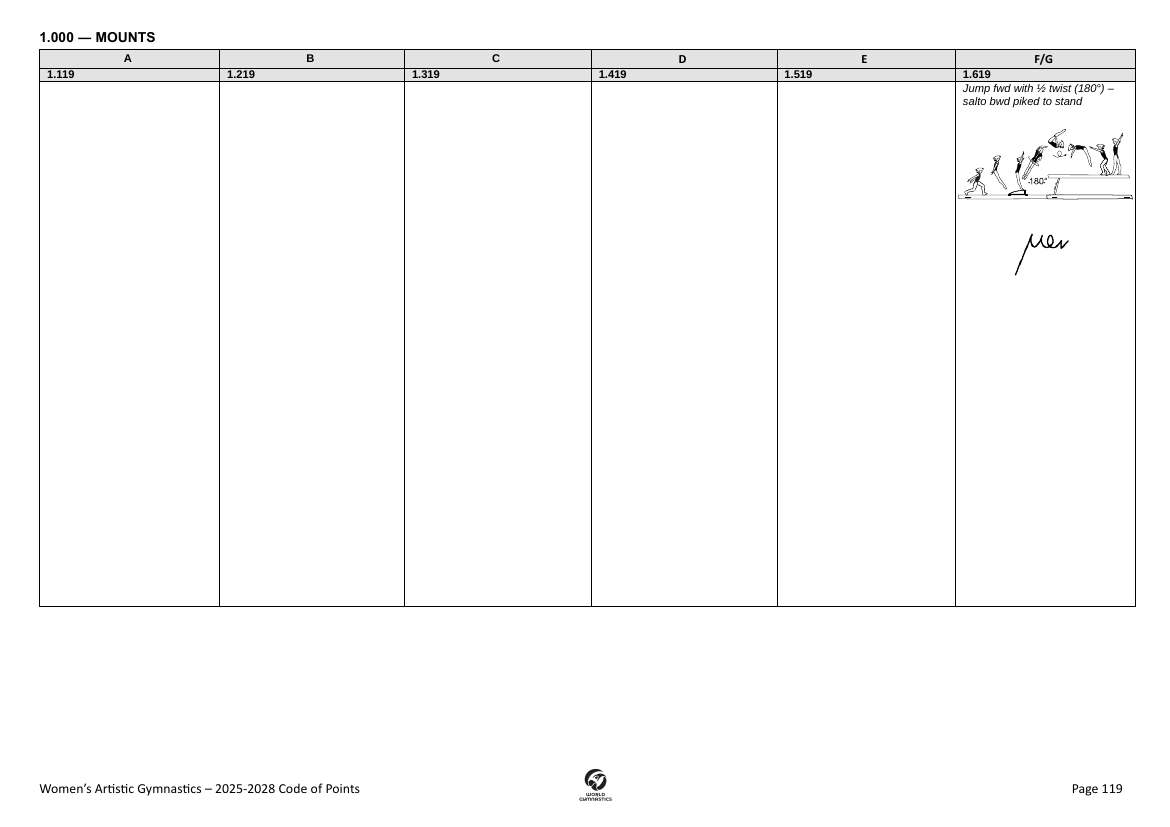 1.000 — MOUNTS
A B C D E F/G
1.119 1.219 1.319 1.419 1.519 1.619
Jump fwd with ½ twist (180°) –
salto bwd piked to stand
180°
Women's Artistic Gymnastics – 2025-2028 Code of Points
WORLD
GYMNASTICS
Page 119